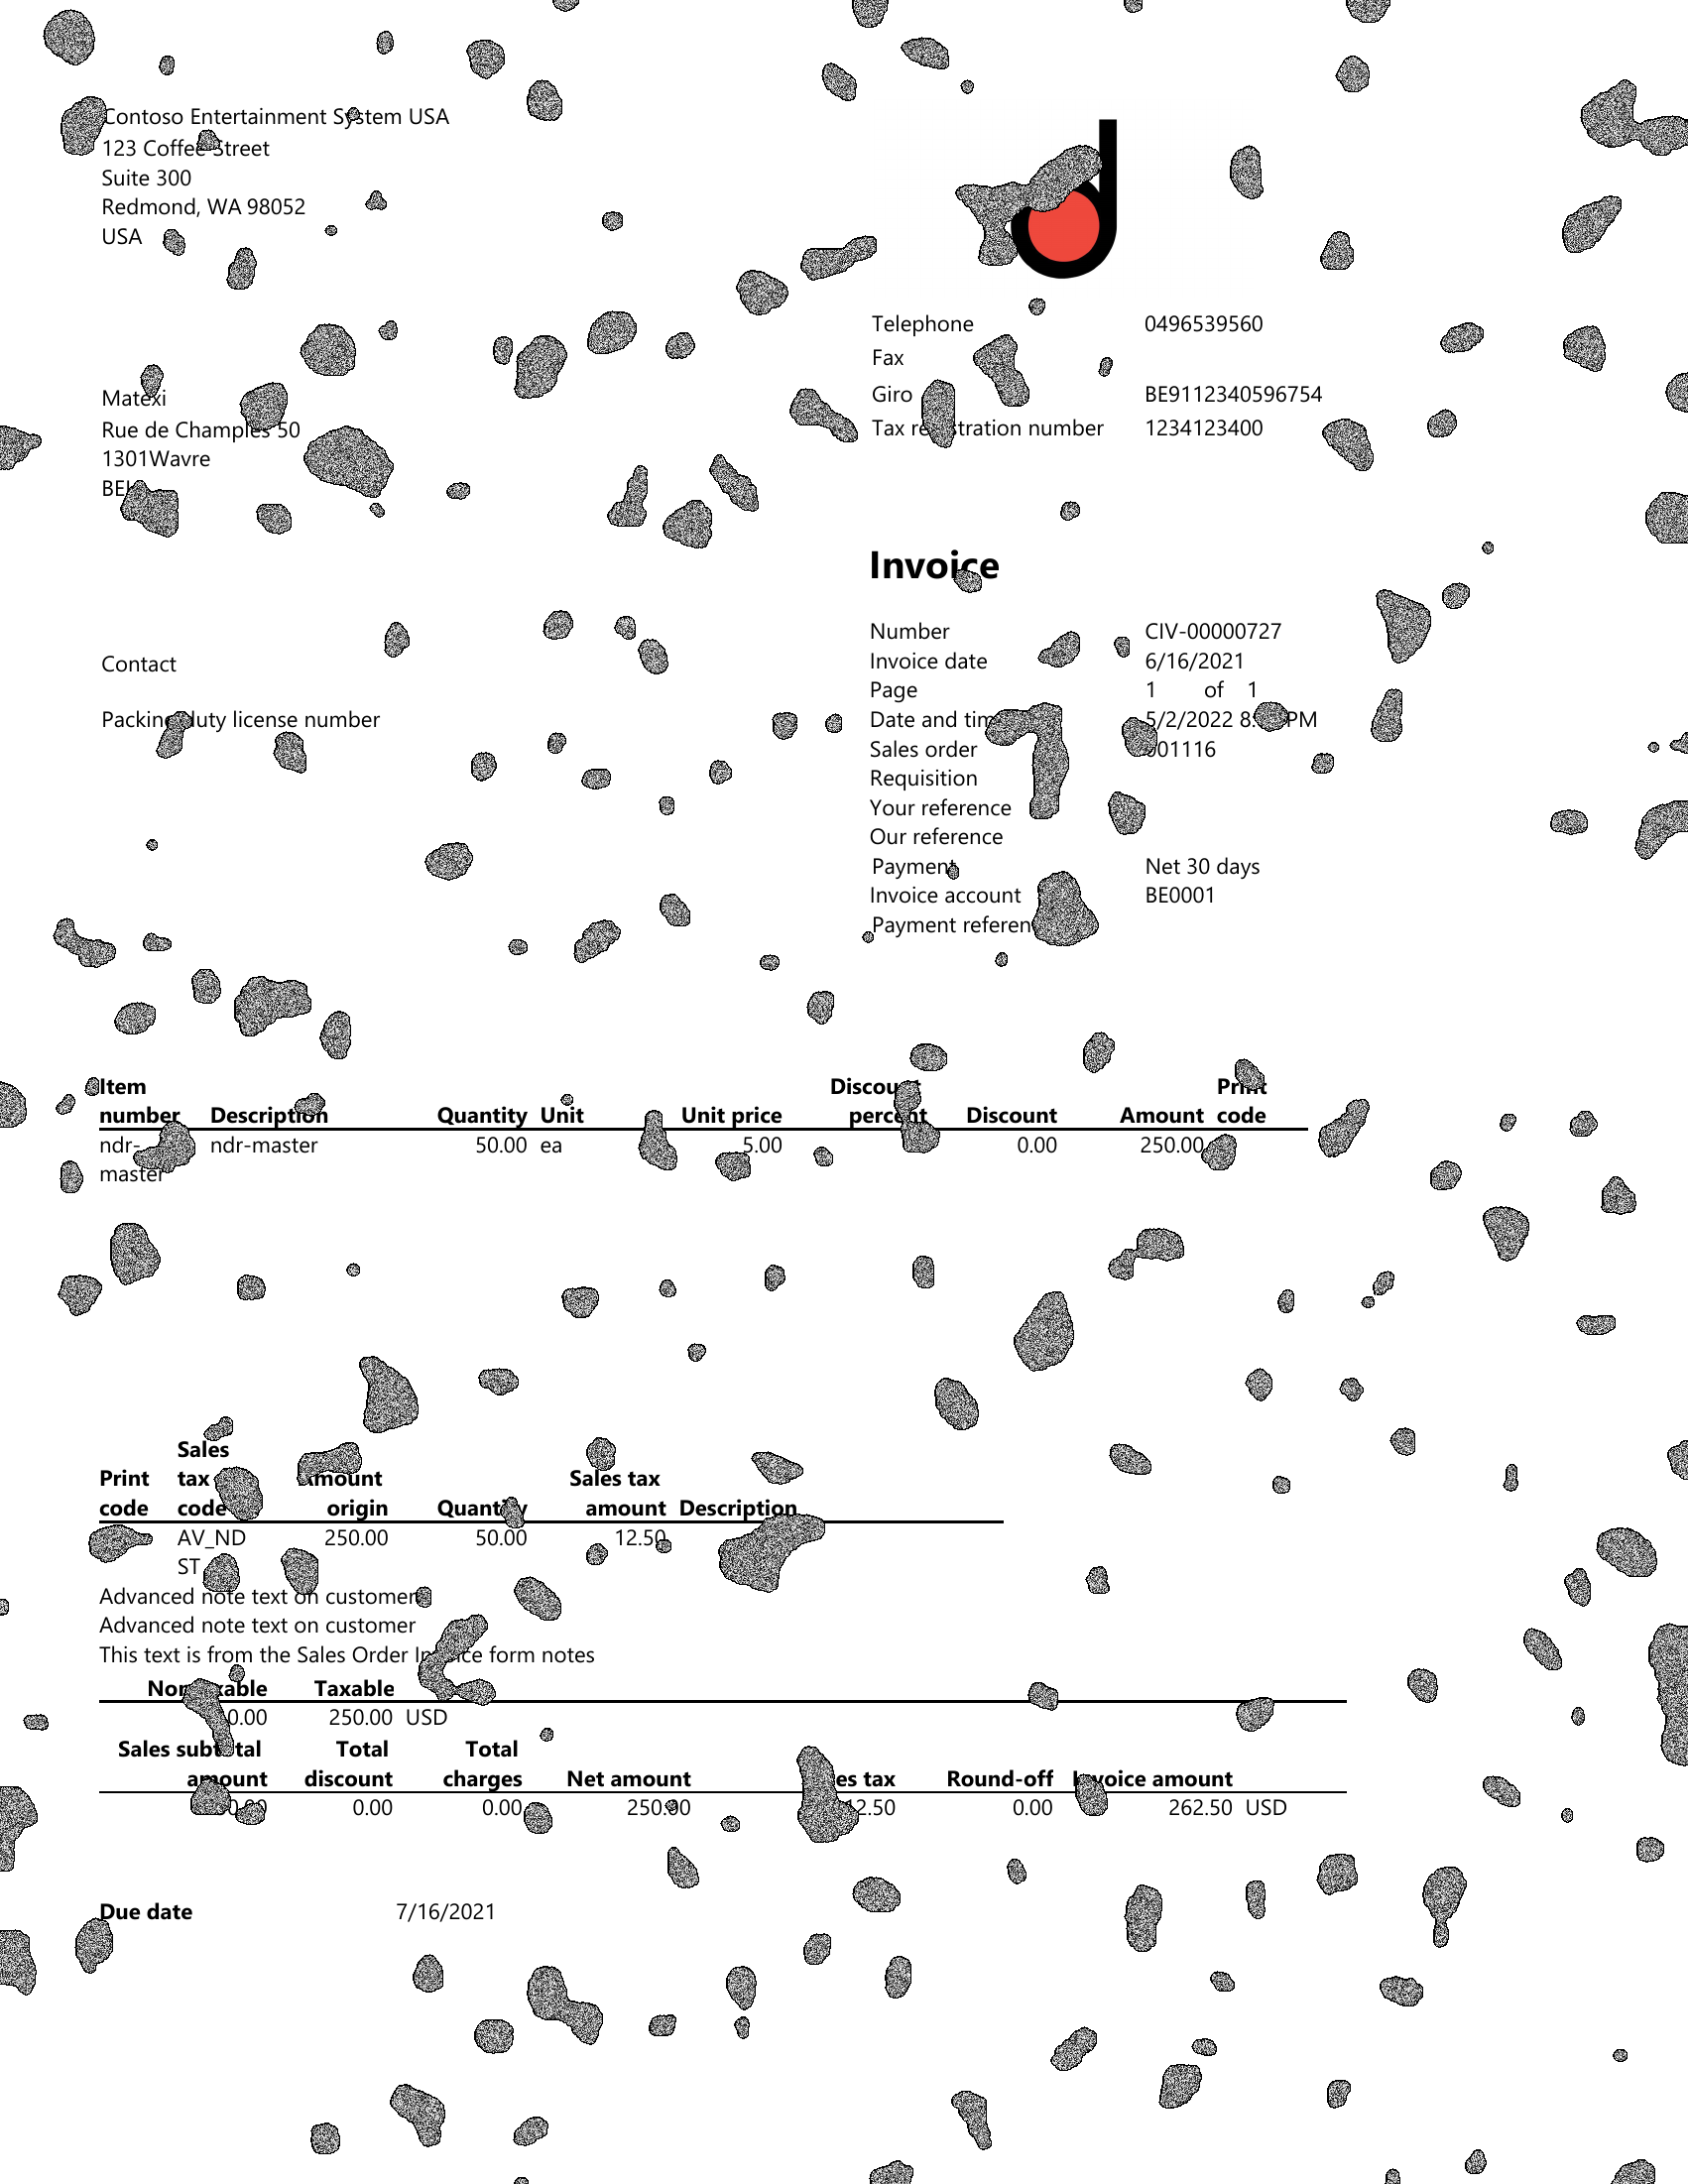 Contoso Entertainment System USA
123 Coffee Street
Suite 300
Redmond, WA 98052
USA
Telephone 0496539560
Fax
Giro BE9112340596754
Tax registration number 1234123400
Matexi
Rue de Champles 50
1301Wavre
Invoice
Number CIV-00000727
Invoice date 6/16/2021
Page 1 of 1
Date and time 5/2/2022 PM
Sales order
Requisition
Your reference
Our reference
Payment Net 30 days
Invoice account BE0001
Payment reference
Contact
Packing duty license number
Item Discount Print
number Description Quantity Unit Unit price percent Discount Amount code
ndr- ndr-master 50.00 ea 5.00 0.00 250.00
master
Sales
Print tax Amount Sales tax
code code origin Quantity amount Description
AV_ND 250.00 50.00 12.50
ST
Advanced note text on customer
Advanced note text on customer
This text is from the Sales Order Invoice form notes
Non-taxable Taxable
250.00 USD
Sales subtotal Total Total
amount discount charges Net amount Sales tax Round-off Invoice amount
0.00 0.00 250.00 12.50 0.00 262.50 USD
Due date 7/16/2021